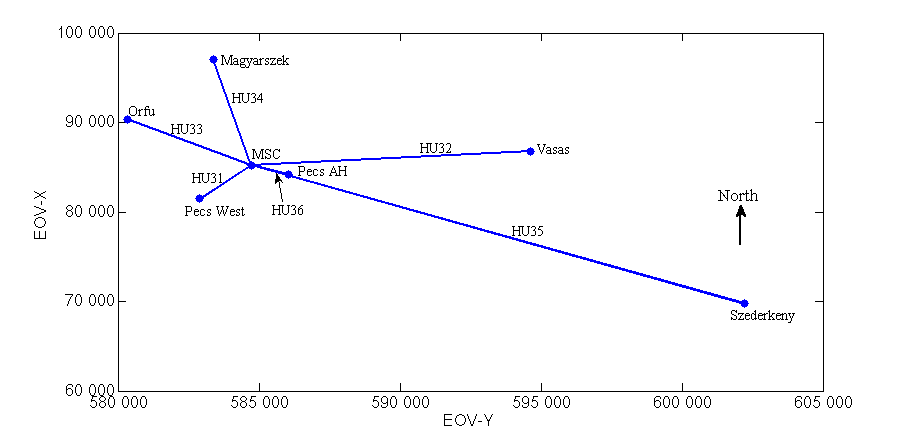 100 000
Magyarszek
HU34
Orfu
90 000
HU33
MSC
HU32
Vasas
Pecs AH
HU31
Pecs West
HU36
North
80 000
EOV-X
HU35
70 000
Szederkeny
60 000
580 000
585 000
590 000
595 000
600 000
605 000
EOV-Y